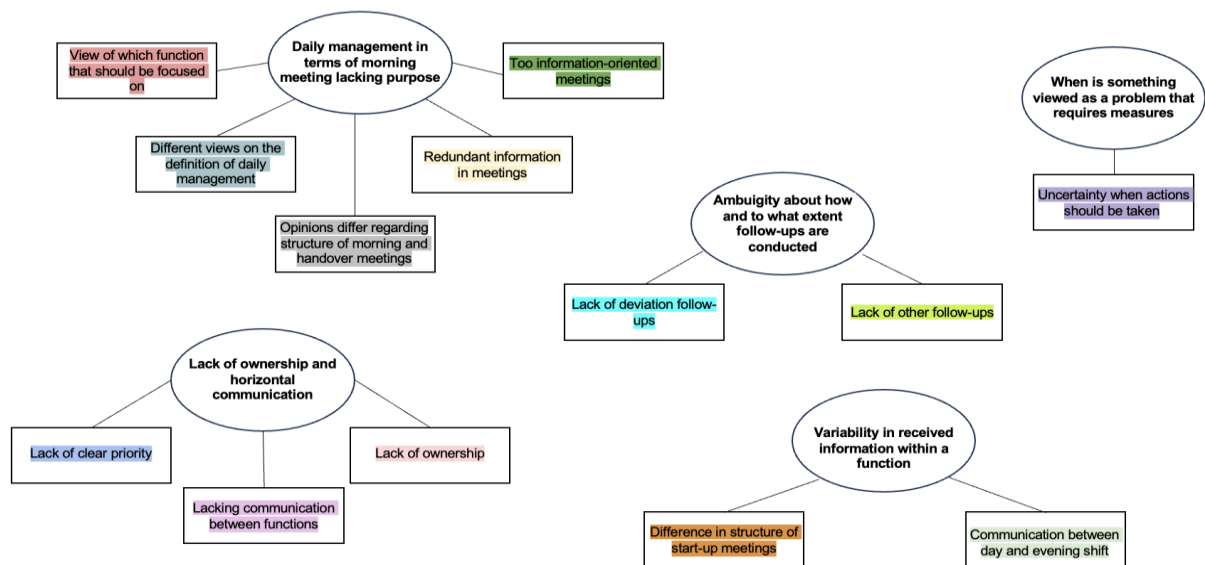 Daily management in
terms of morning
meeting lacking purpose
View of which function
that should be focused
on
Too information-oriented
meetings
Different views on the
definition of daily
management
Redundant information
in meetings
Opinions differ regarding
structure of morning and
handover meetings
When is something
viewed as a problem that
requires measures
Uncertainty when actions
should be taken
Ambuigity about how
and to what extent
follow-ups are
conducted
Lack of deviation follow-
ups
Lack of other follow-ups
Lack of ownership and
horizontal
communication
Lack of clear priority
Lacking communication
between functions
Lack of ownership
Variability in received
information within a
function
Difference in structure of
start-up meetings
Communication between
day and evening shift